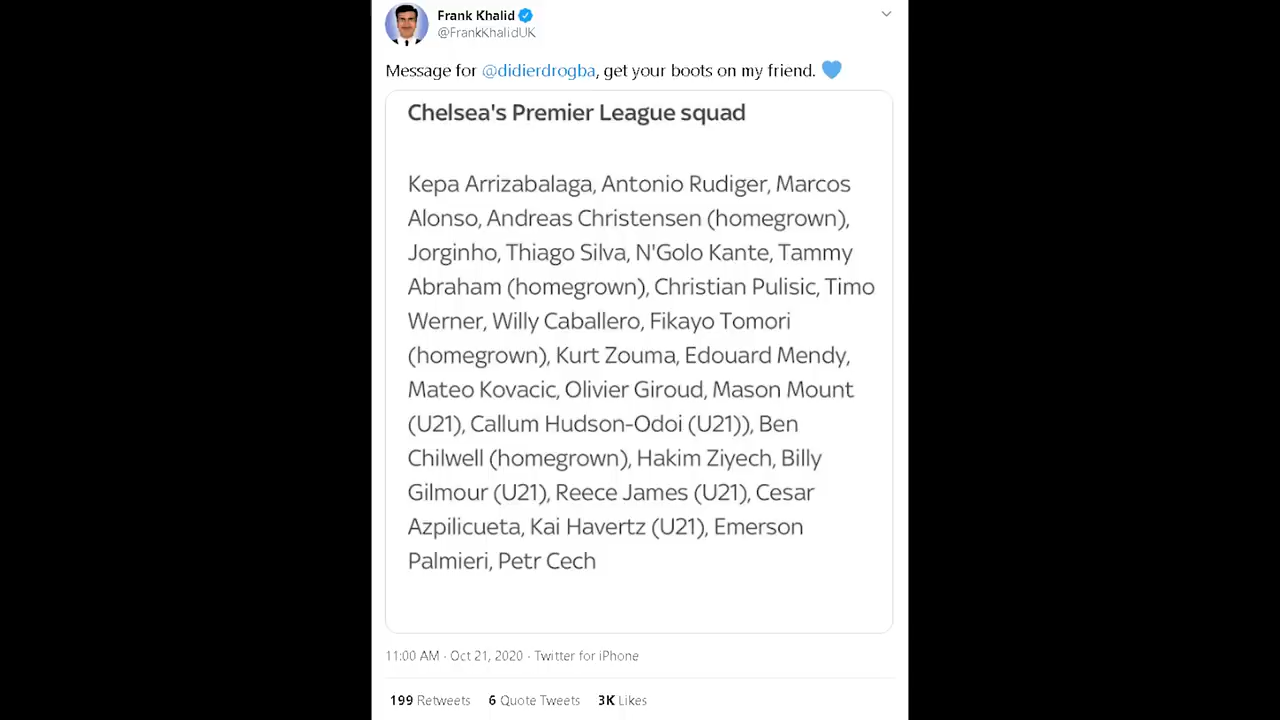 Frank Khalid
@FrankKhalidUK
Message for @didierdrogba, get your boots on my friend. 💙
Chelsea's Premier League squad
Kepa Arrizabalaga, Antonio Rudiger, Marcos
Alonso, Andreas Christensen (homegrown),
Jorginho, Thiago Silva, N'Golo Kante, Tammy
Abraham (homegrown), Christian Pulisic, Timo
Werner, Willy Caballero, Fikayo Tomori
(homegrown), Kurt Zouma, Edouard Mendy,
Mateo Kovacic, Olivier Giroud, Mason Mount
(U21), Callum Hudson-Odoi (U21)), Ben
Chilwell (homegrown), Hakim Ziyech, Billy
Gilmour (U21), Reece James (U21), Cesar
Azpilicueta, Kai Havertz (U21), Emerson
Palmieri, Petr Cech
11:00 AM · Oct 21, 2020 · Twitter for iPhone
199 Retweets 6 Quote Tweets 3K Likes